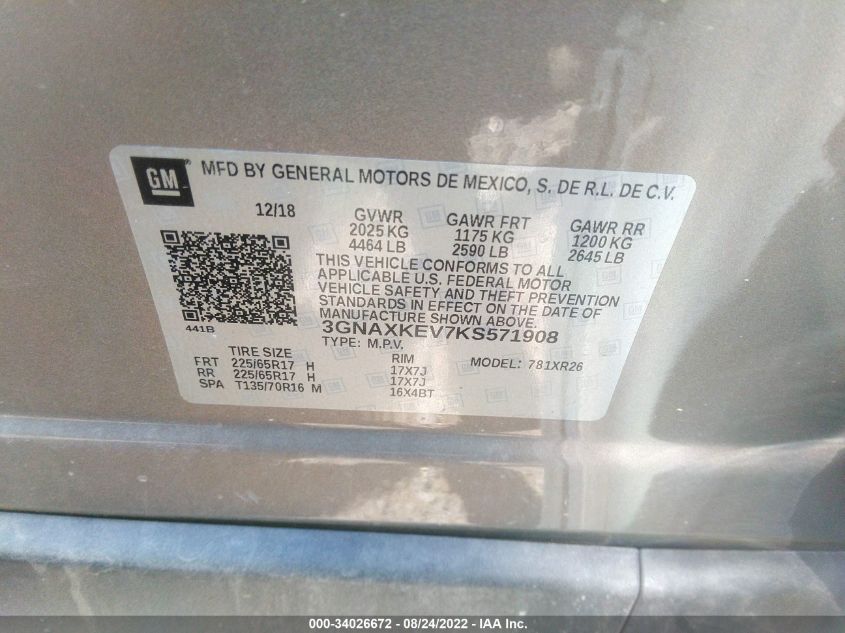 GM® MFD BY GENERAL MOTORS DE MEXICO, S. DE R.L. DE C.V.
12/18 GVWR GAWR FRT GAWR RR
2025 KG 1175 KG 1200 KG
4464 LB 2590 LB 2645 LB
THIS VEHICLE CONFORMS TO ALL
APPLICABLE U.S. FEDERAL MOTOR
VEHICLE SAFETY AND THEFT PREVENTION
STANDARDS IN EFFECT ON THE DATE OF
MANUFACTURE SHOWN ABOVE.
441B 3GNAXKEV7KS571908
TYPE: M.P.V. MODEL: 781XR26
TIRE SIZE RIM
FRT 225/65R17 H 17X7J
RR 225/65R17 H 17X7J
SPA T135/70R16 M 16X4BT
000-34026672 - 08/24/2022 - IAA Inc.